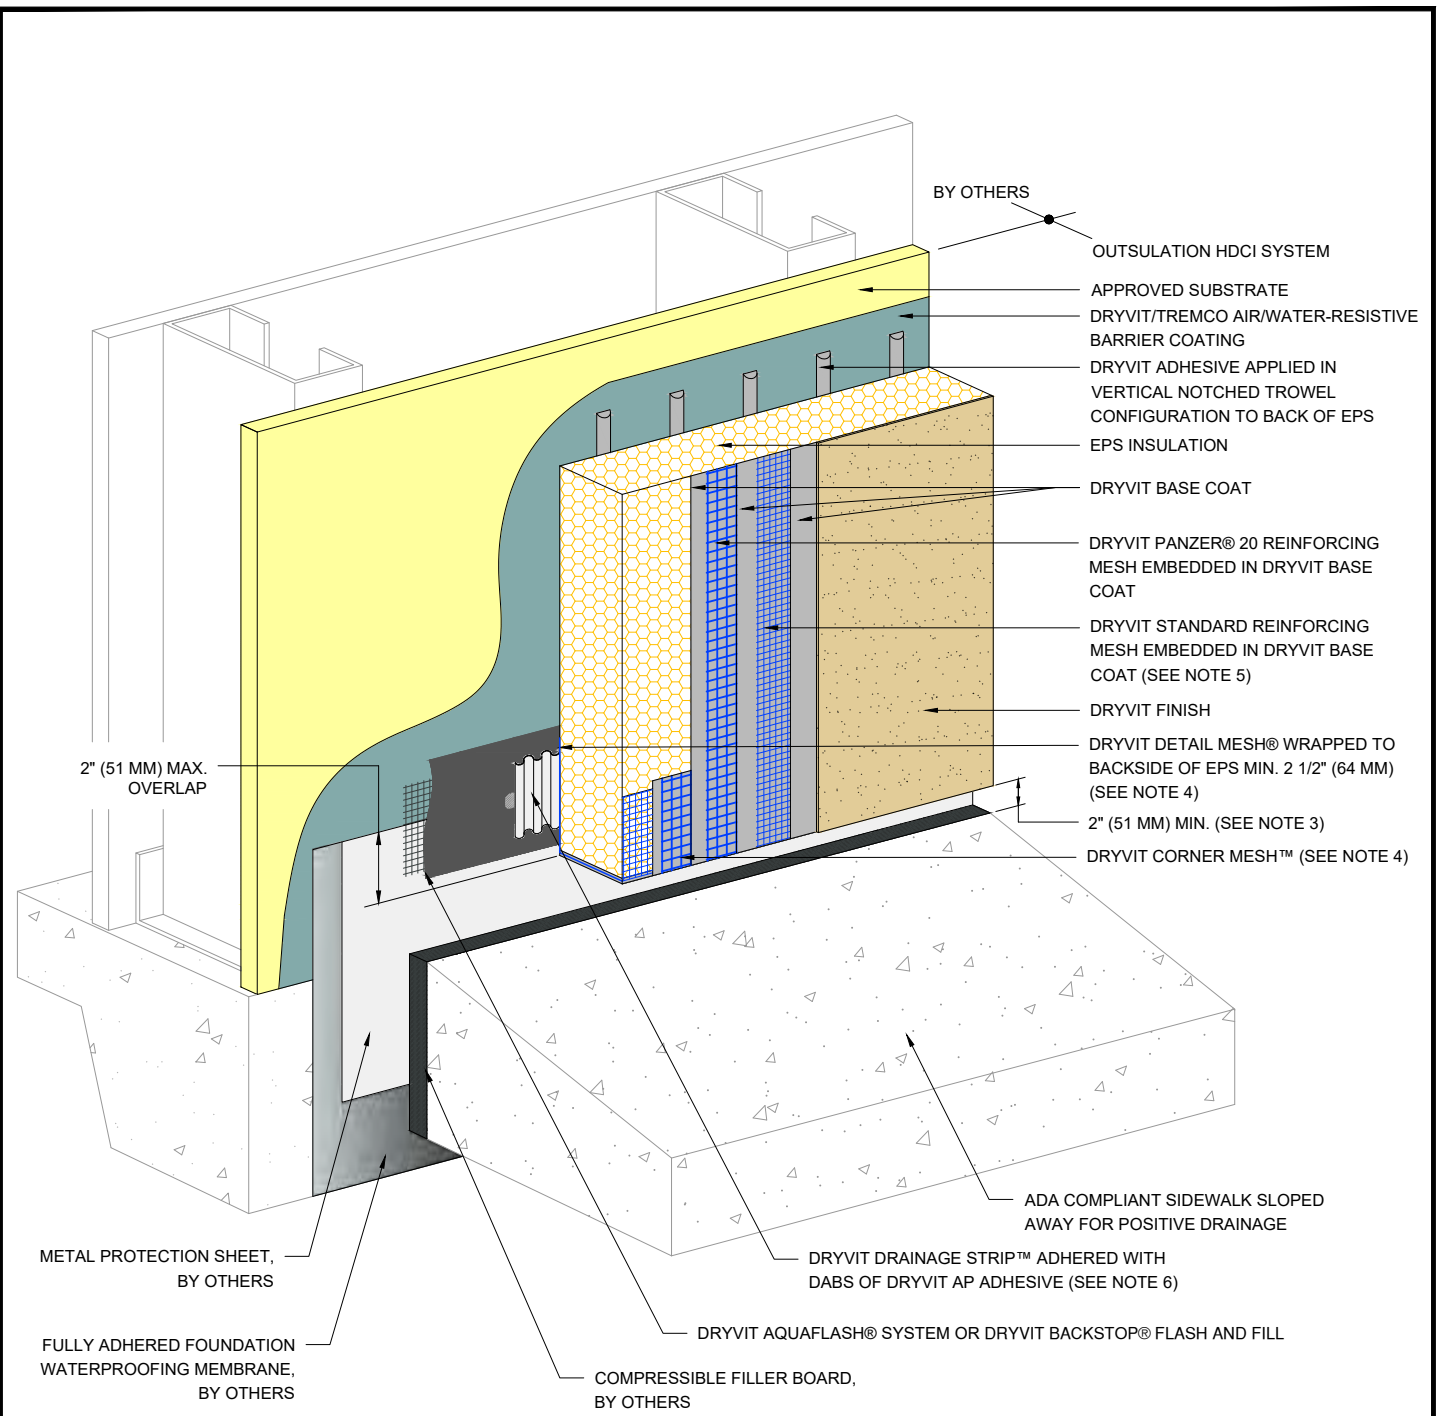 BY OTHERS
OUTSULATION HDCI SYSTEM
APPROVED SUBSTRATE
DRYVIT/TREMCO AIR/WATER-RESISTIVE
BARRIER COATING
DRYVIT ADHESIVE APPLIED IN
VERTICAL NOTCHED TROWEL
CONFIGURATION TO BACK OF EPS
EPS INSULATION
DRYVIT BASE COAT
DRYVIT PANZER® 20 REINFORCING
MESH EMBEDDED IN DRYVIT BASE
COAT
DRYVIT STANDARD REINFORCING
MESH EMBEDDED IN DRYVIT BASE
COAT (SEE NOTE 5)
DRYVIT FINISH
DRYVIT DETAIL MESH® WRAPPED TO
BACKSIDE OF EPS MIN. 2 1/2" (64 MM)
(SEE NOTE 4)
2" (51 MM) MIN. (SEE NOTE 3)
DRYVIT CORNER MESH™ (SEE NOTE 4)
2" (51 MM) MAX.
OVERLAP
ADA COMPLIANT SIDEWALK SLOPED
AWAY FOR POSITIVE DRAINAGE
METAL PROTECTION SHEET,
BY OTHERS
DRYVIT DRAINAGE STRIP™ ADHERED WITH
DABS OF DRYVIT AP ADHESIVE (SEE NOTE 6)
DRYVIT AQUAFLASH® SYSTEM OR DRYVIT BACKSTOP® FLASH AND FILL
FULLY ADHERED FOUNDATION
WATERPROOFING MEMBRANE,
BY OTHERS
COMPRESSIBLE FILLER BOARD,
BY OTHERS